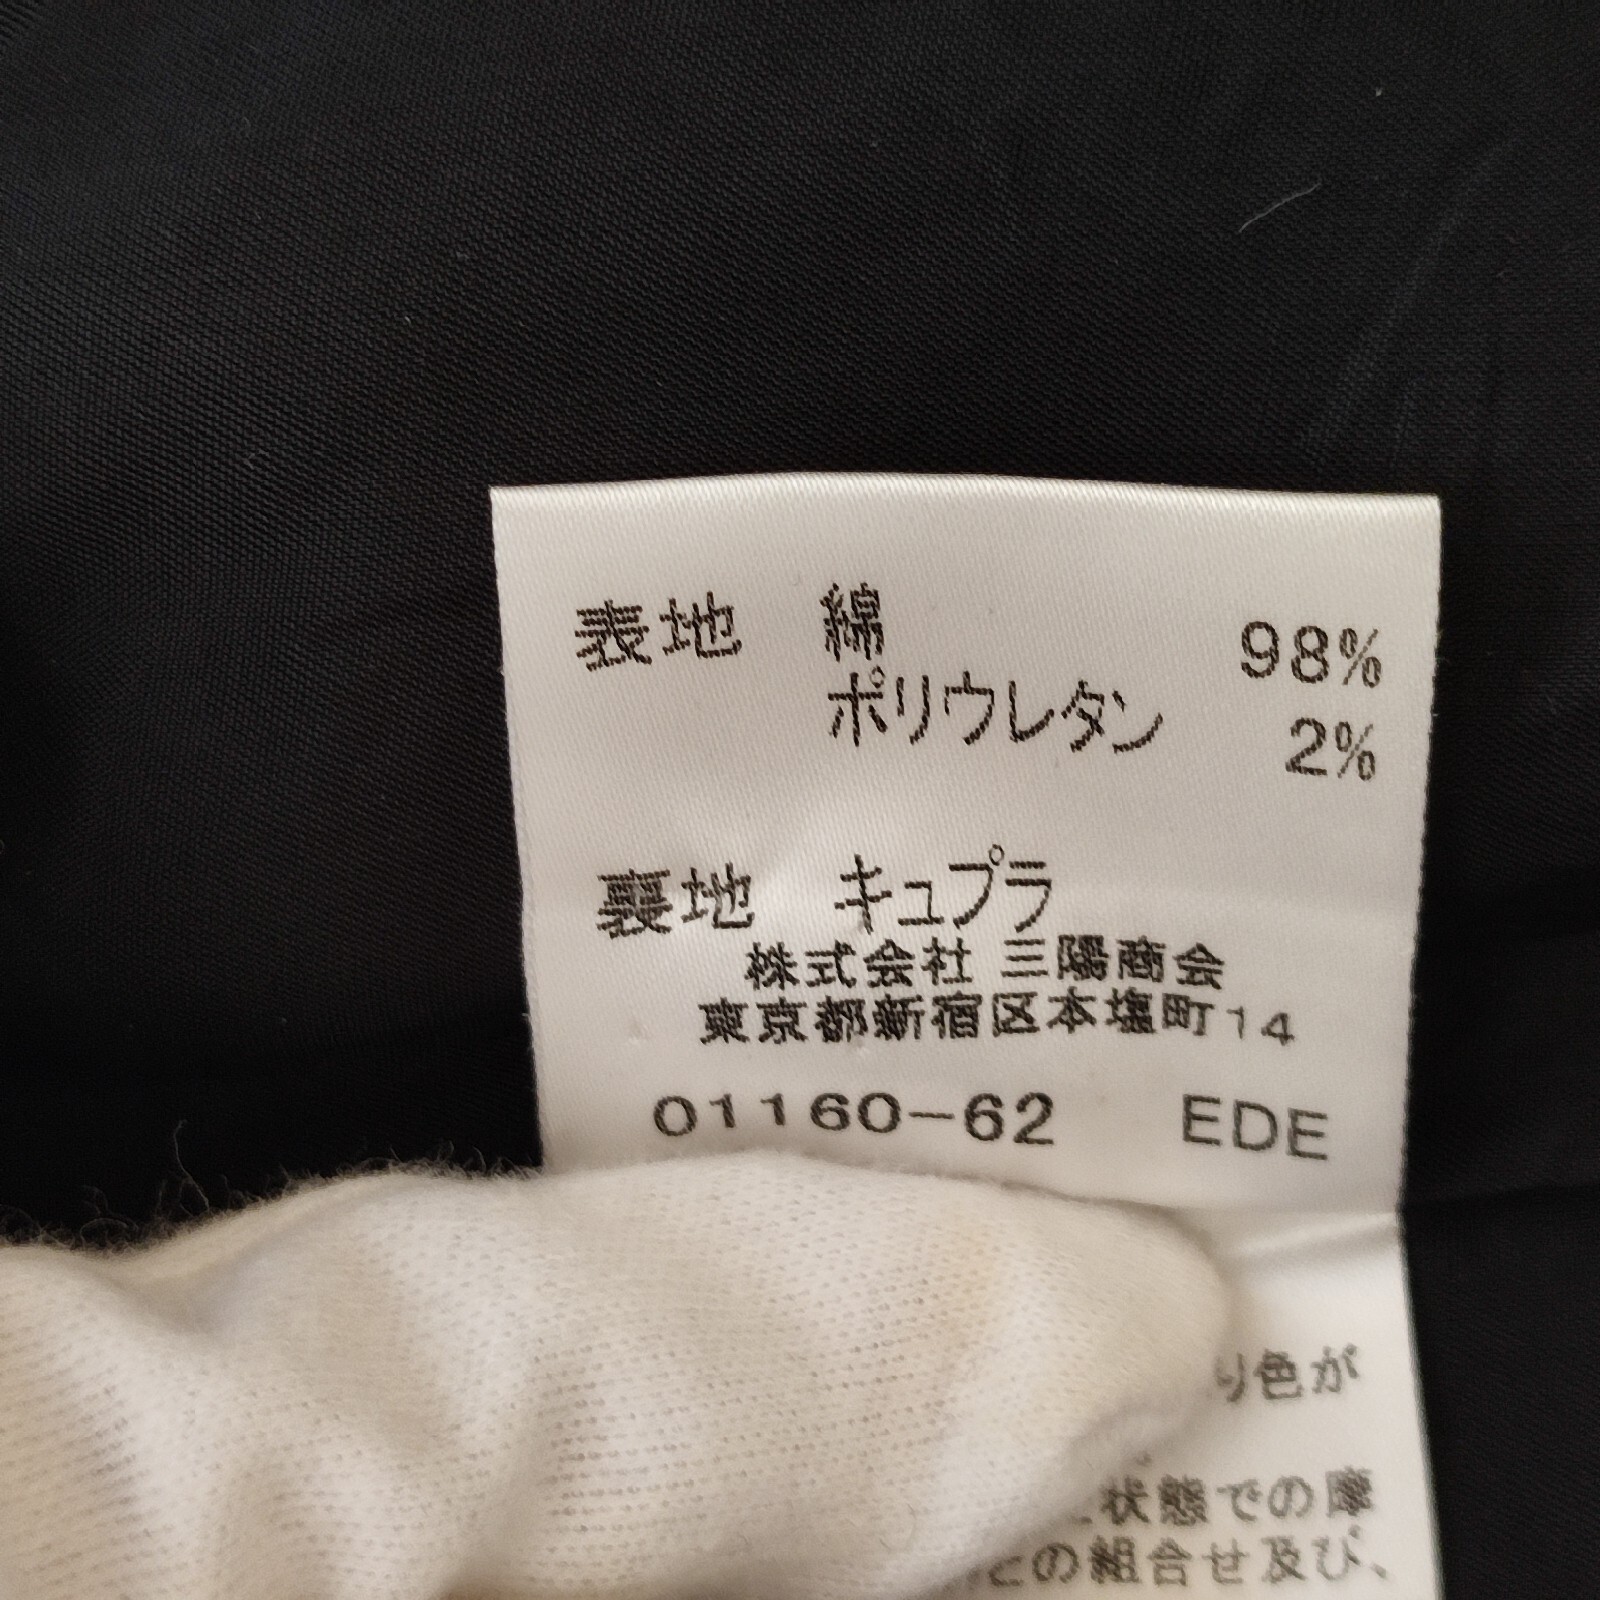 表地 綿 98%
ポリウレタン 2%
裏地 キュプラ
株式会社 三陽商会
東京都新宿区本塩町14
01160-62 EDE
り色が
状態での摩
との組合せ及び、